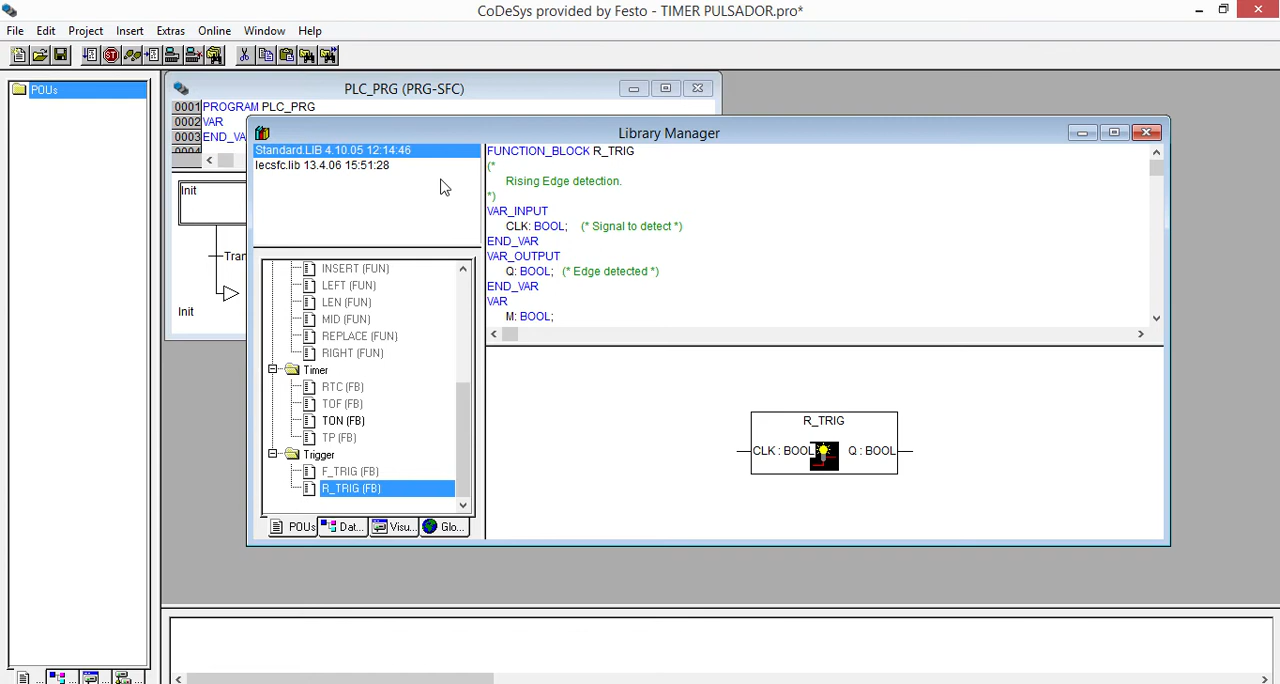 CoDeSys provided by Festo - TIMER PULSADOR.pro*
File Edit Project Insert Extras Online Window Help
POUs
PLC_PRG (PRG-SFC)
0001 PROGRAM PLC_PRG
0002 VAR
0003 END_VA
0004
Init
Tran
Init
Library Manager
Standard.LIB 4.10.05 12:14:46
Iecsfc.lib 13.4.06 15:51:28
INSERT (FUN)
LEFT (FUN)
LEN (FUN)
MID (FUN)
REPLACE (FUN)
RIGHT (FUN)
Timer
RTC (FB)
TOF (FB)
TON (FB)
TP (FB)
Trigger
F_TRIG (FB)
R_TRIG (FB)
POUs Dat... Visu... Glo...
FUNCTION_BLOCK R_TRIG
(*
Rising Edge detection.
*)
VAR_INPUT
CLK: BOOL; (* Signal to detect *)
END_VAR
VAR_OUTPUT
Q: BOOL; (* Edge detected *)
END_VAR
VAR
M: BOOL;
R_TRIG
CLK : BOOL Q : BOOL